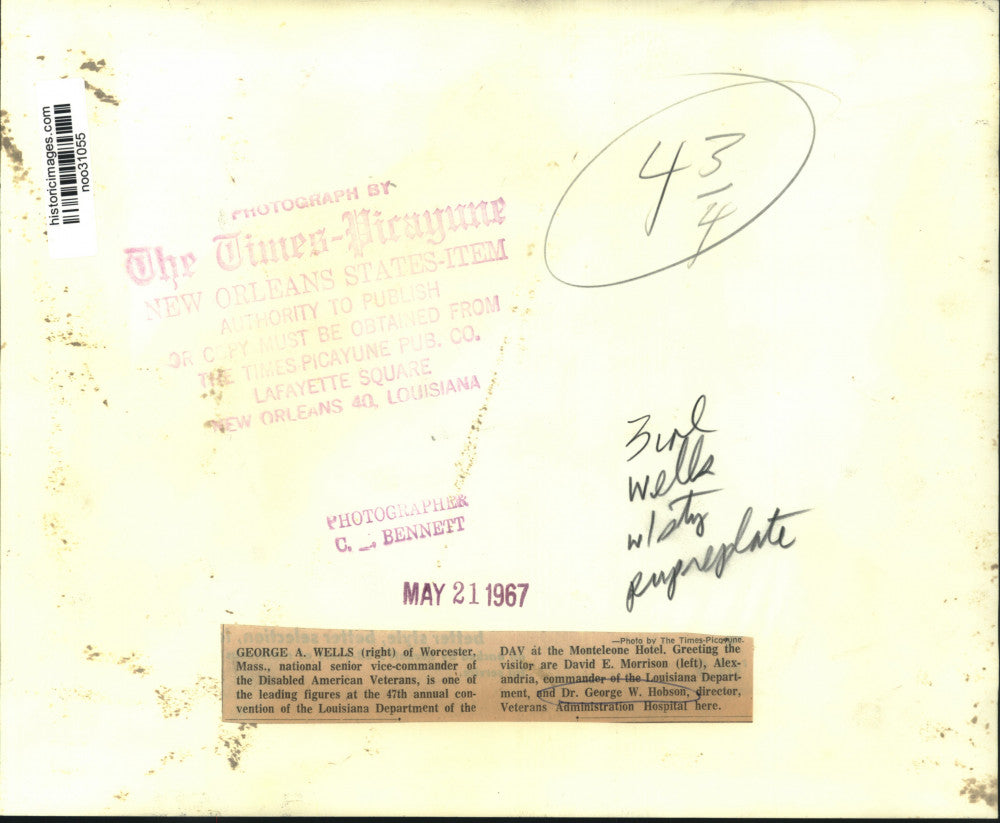 historicimages.com
noo31055
4 3/4
PHOTOGRAPH BY
The Times-Picayune
NEW ORLEANS STATES-ITEM
AUTHORITY TO PUBLISH
OR COPY MUST BE OBTAINED FROM
THE TIMES-PICAYUNE PUB. CO.
LAFAYETTE SQUARE
NEW ORLEANS 40, LOUISIANA
wells
PHOTOGRAPHER
C. BENNETT
MAY 21 1967
GEORGE A. WELLS (right) of Worcester,
Mass., national senior vice-commander of
the Disabled American Veterans, is one of
the leading figures at the 47th annual con-
vention of the Louisiana Department of the
—Photo by The Times-Picayune.
DAV at the Monteleone Hotel. Greeting the
visitor are David E. Morrison (left), Alex-
andria, commander of the Louisiana Depart-
ment, and Dr. George W. Hobson, director,
Veterans Administration Hospital here.